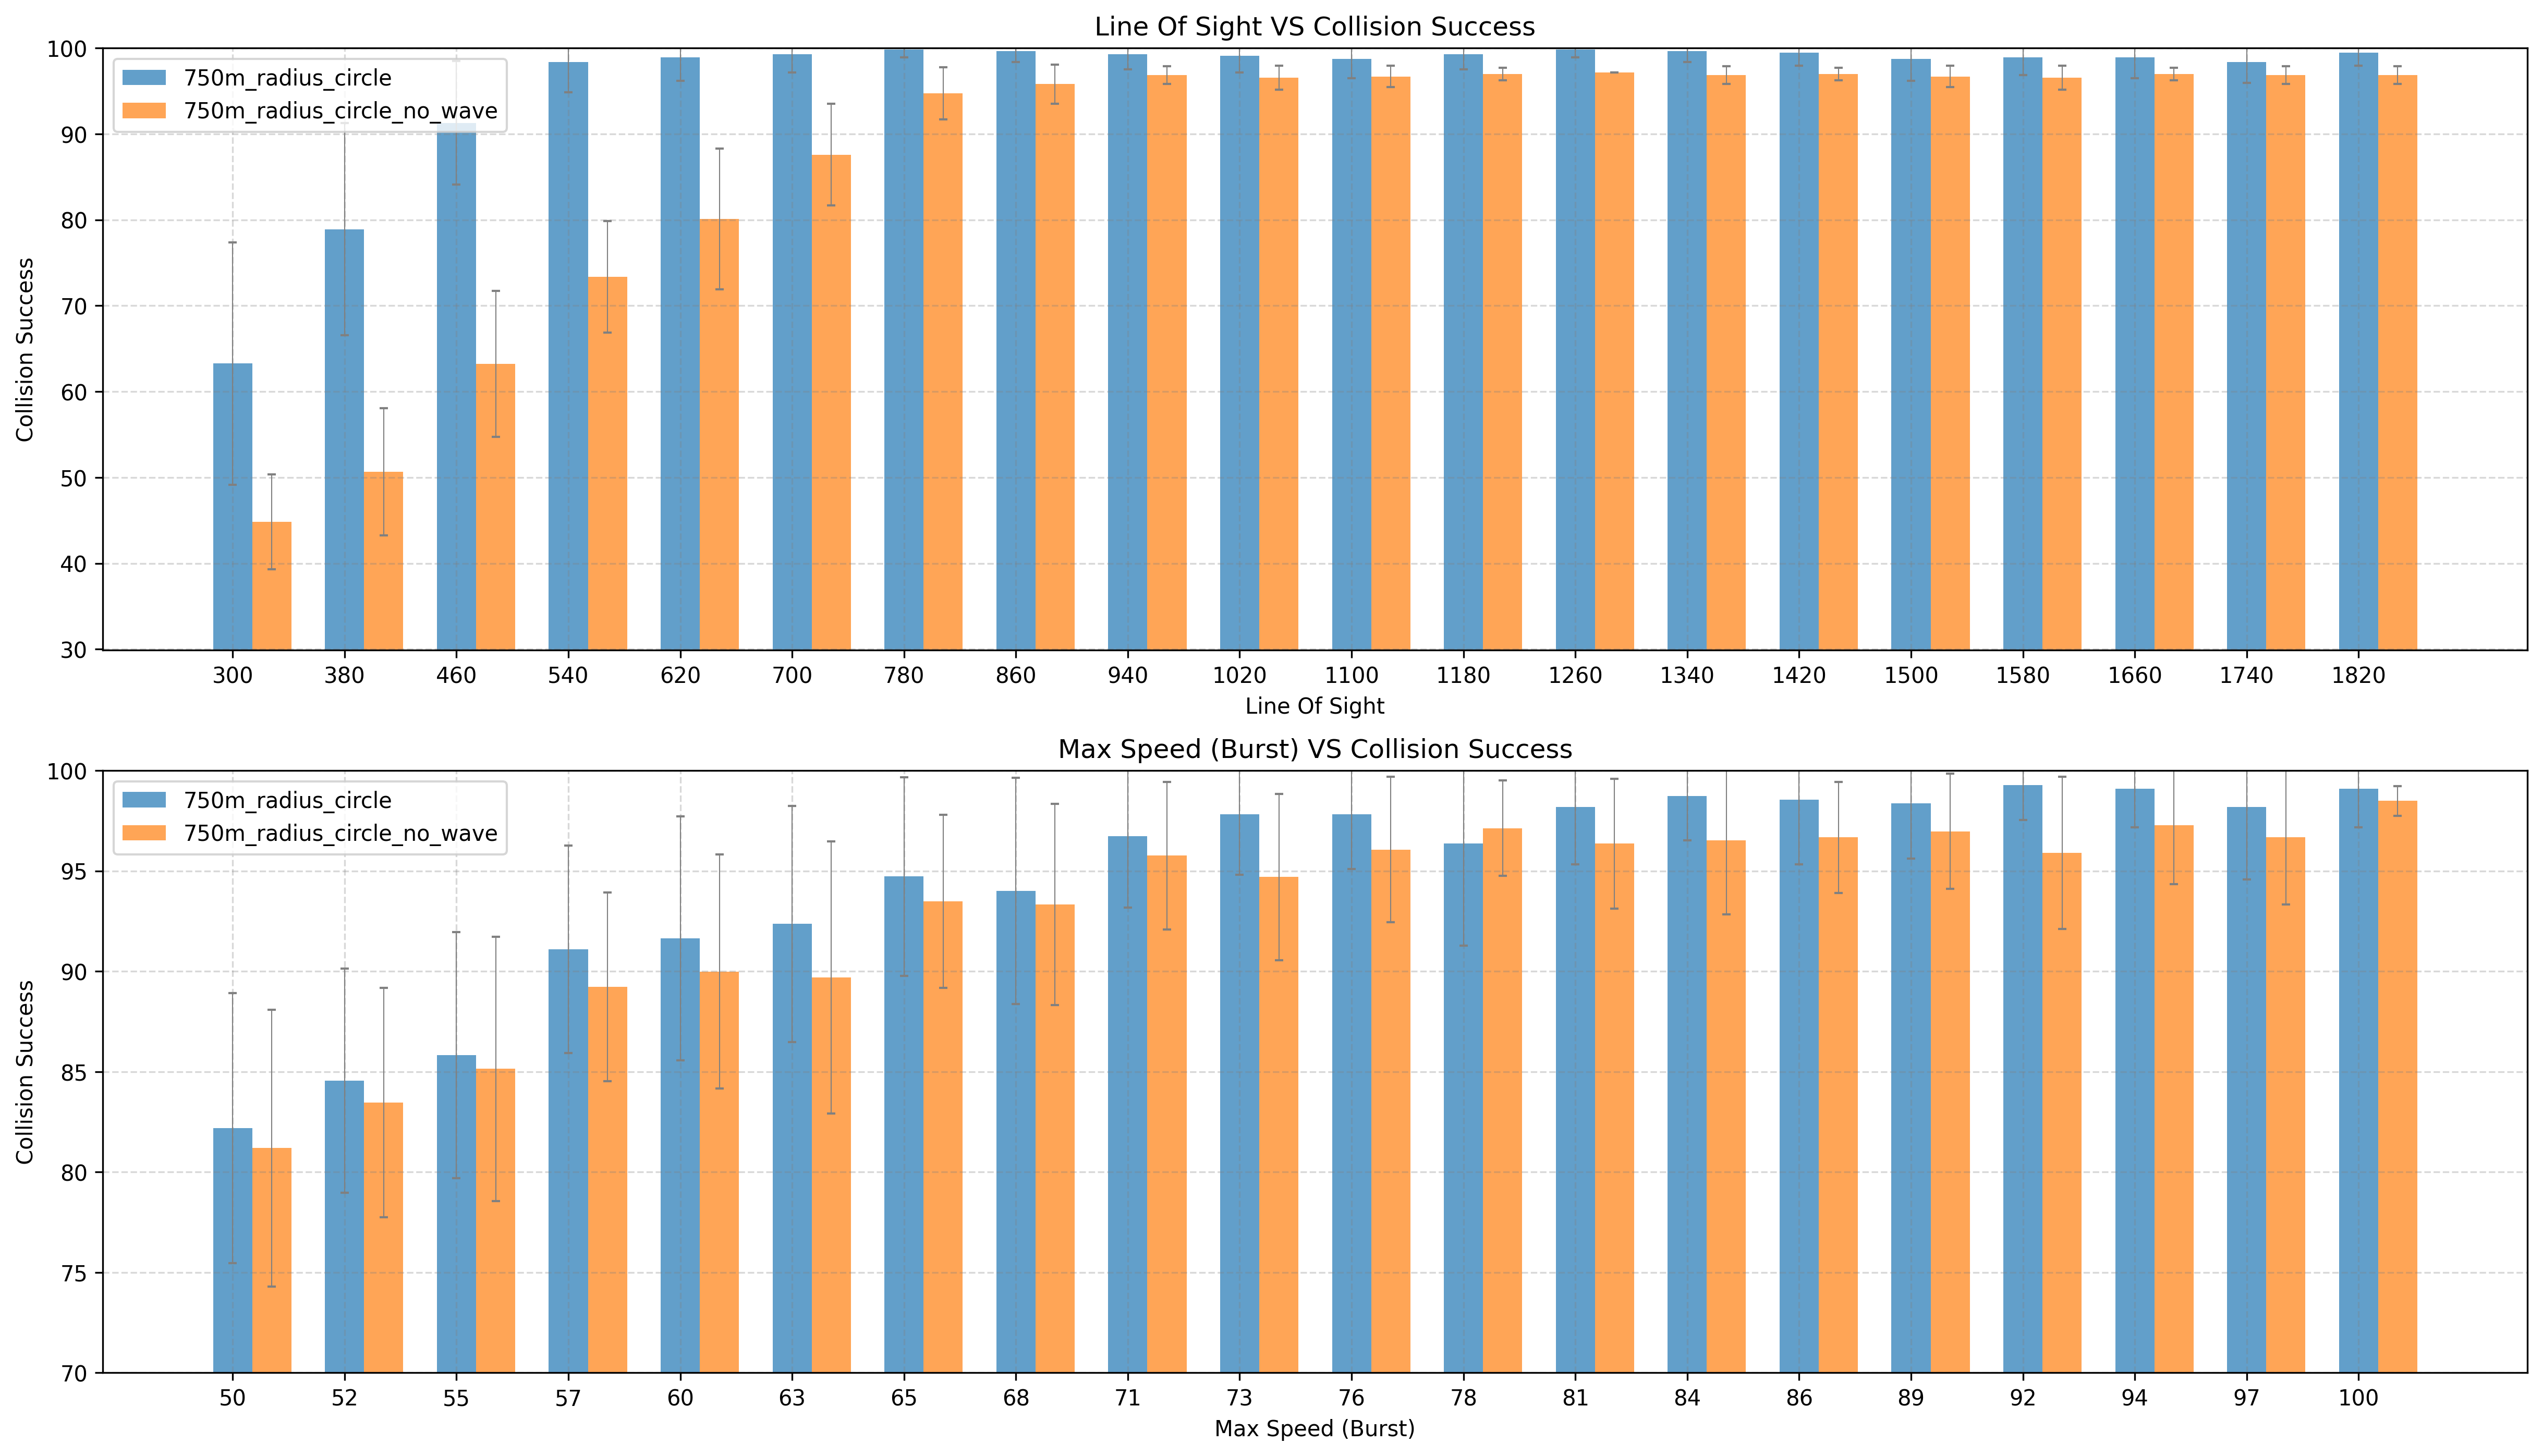 Line Of Sight VS Collision Success
750m_radius_circle
750m_radius_circle_no_wave
Collision Success
100
90
80
70
60
50
40
30
300 380 460 540 620 700 780 860 940 1020 1100 1180 1260 1340 1420 1500 1580 1660 1740 1820
Line Of Sight
Max Speed (Burst) VS Collision Success
750m_radius_circle
750m_radius_circle_no_wave
Collision Success
100
95
90
85
80
75
70
50 52 55 57 60 63 65 68 71 73 76 78 81 84 86 89 92 94 97 100
Max Speed (Burst)